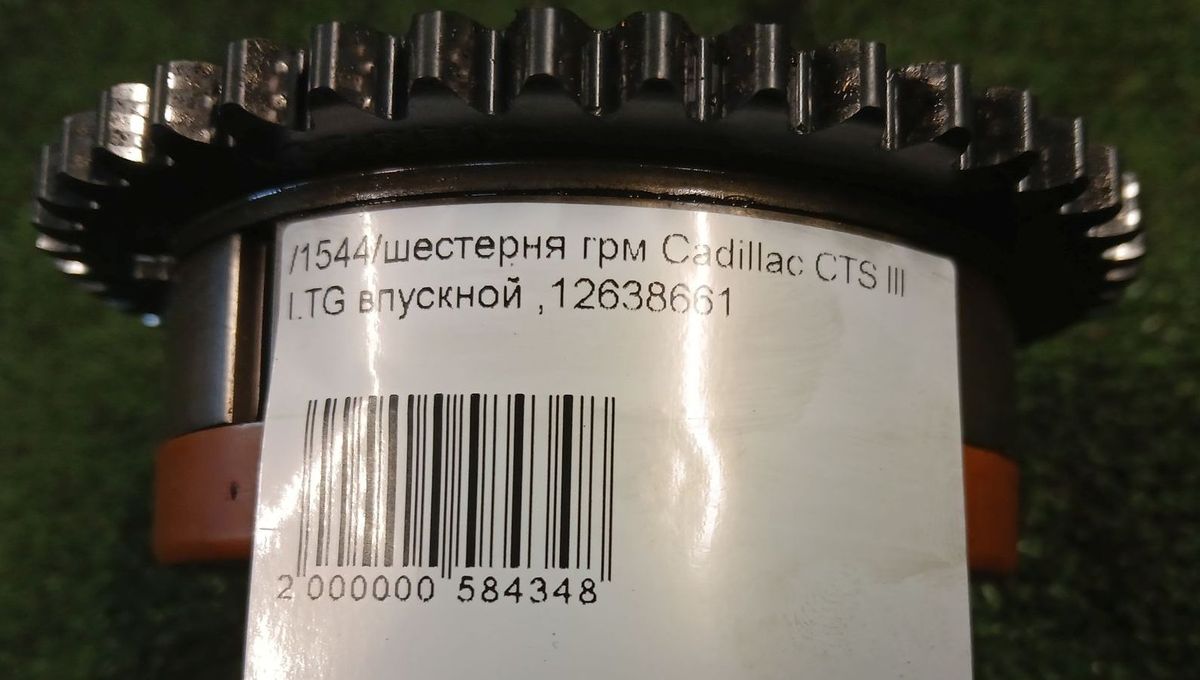 /1544/шестерня грм Cadillac CTS III
LTG впускной ,12638661
2 000000 584348